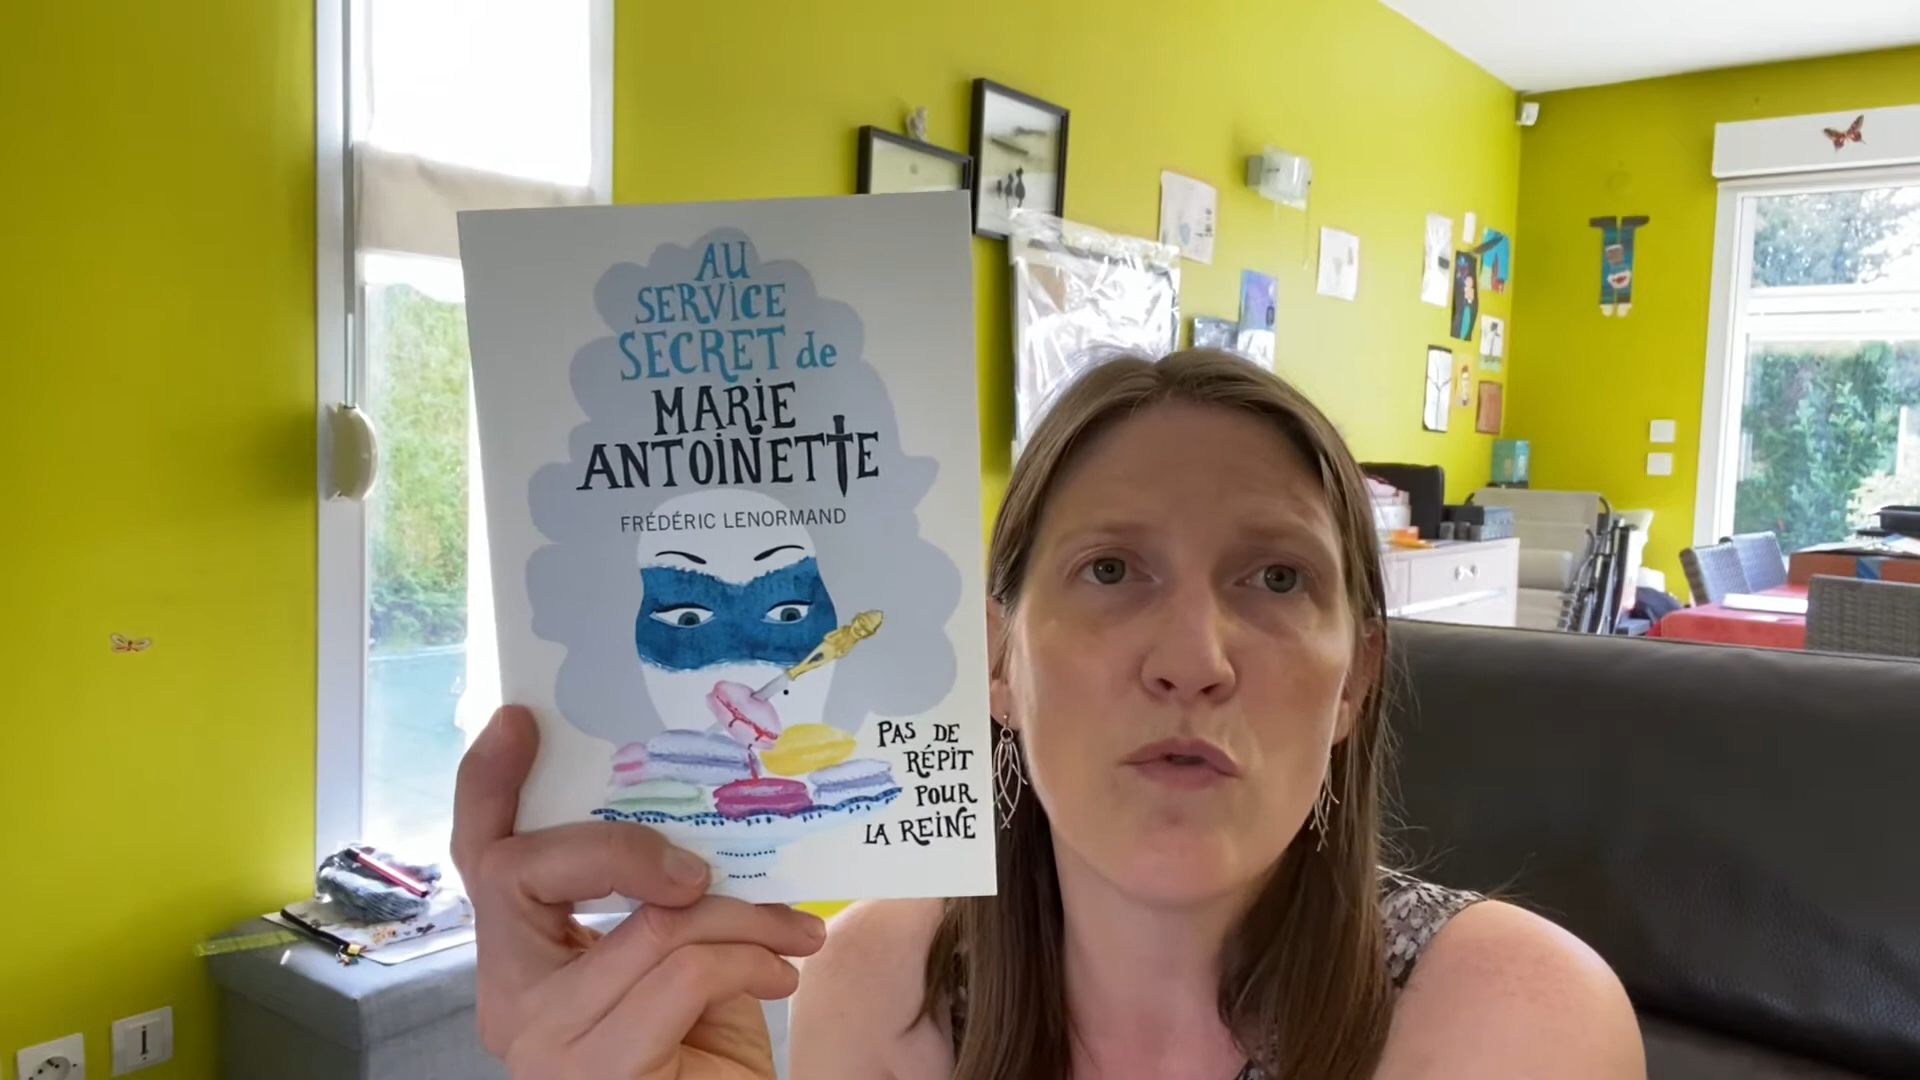 AU
SERVICE
SECRET de
MARIE
ANTOINETTE
FRÉDÉRIC LENORMAND
PAS DE
RÉPIT
POUR
LA REINE